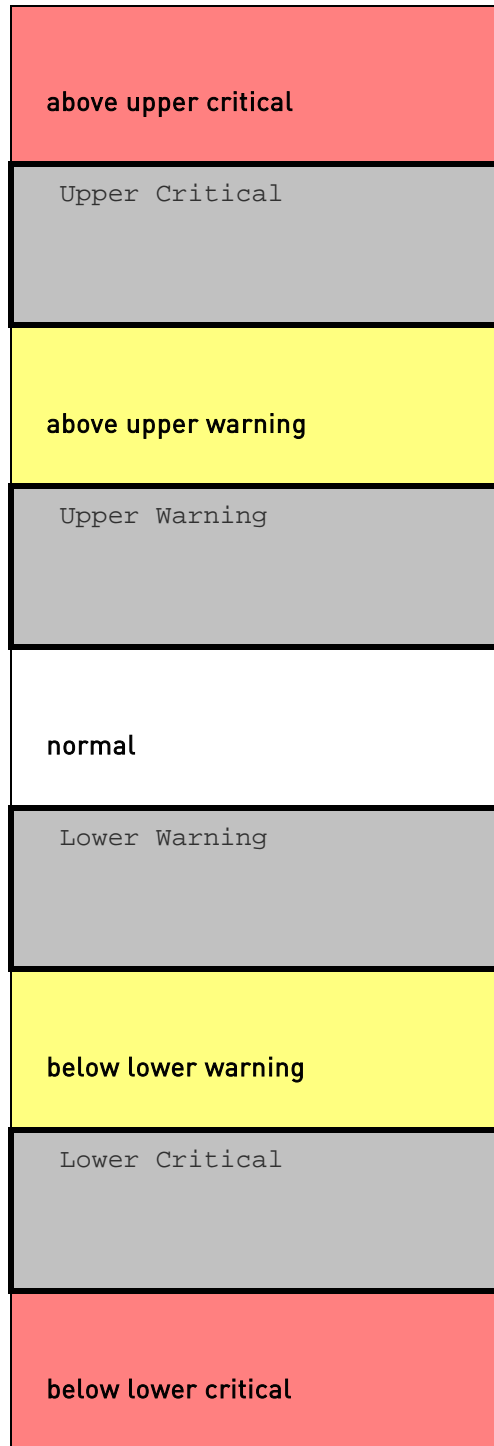 above upper critical
Upper Critical
above upper warning
Upper Warning
normal
Lower Warning
below lower warning
Lower Critical
below lower critical